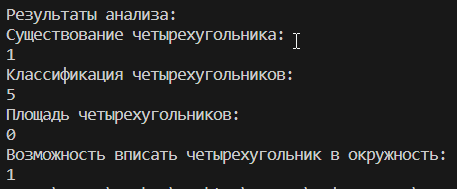 Результаты анализа:
Существование четырехугольника:
1
Классификация четырехугольников:
5
Площадь четырехугольников:
0
Возможность вписать четырехугольник в окружность:
1